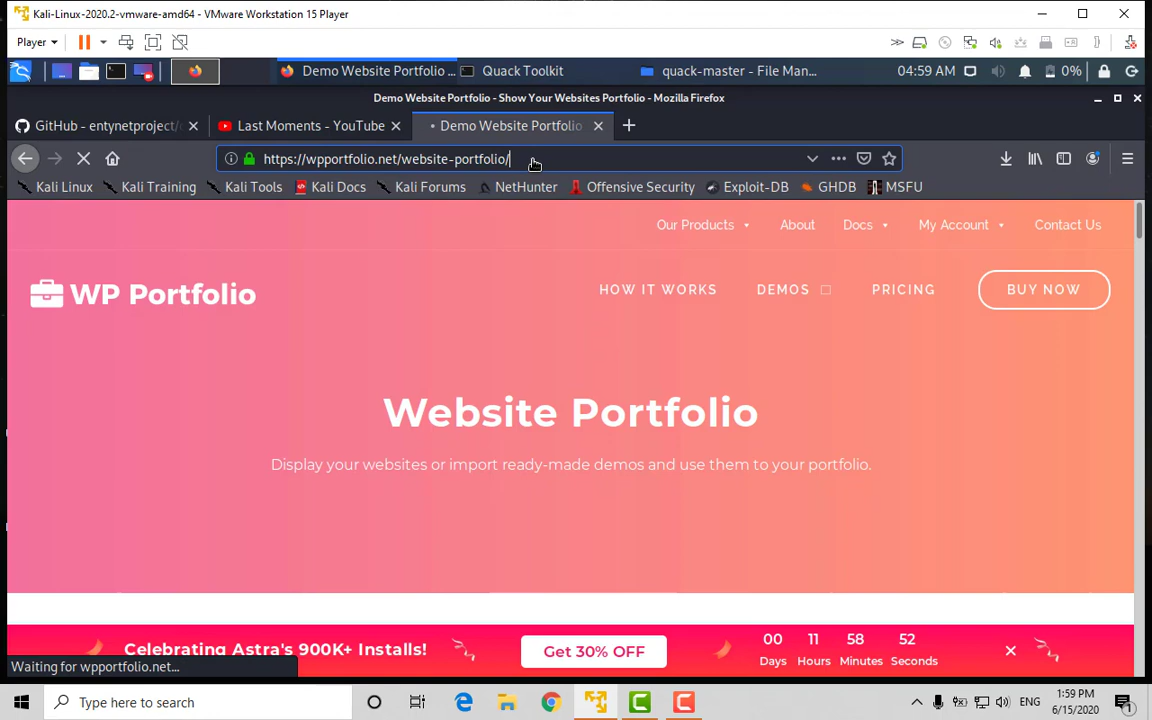 Kali-Linux-2020.2-vmware-amd64 - VMware Workstation 15 Player
Player
Demo Website Portfolio ...
Quack Toolkit
quack-master - File Man...
04:59 AM
0%
Demo Website Portfolio - Show Your Websites Portfolio - Mozilla Firefox
GitHub - entynetproject/
Last Moments - YouTube
Demo Website Portfolio
https://wpportfolio.net/website-portfolio/
Kali Linux
Kali Training
Kali Tools
Kali Docs
Kali Forums
NetHunter
Offensive Security
Exploit-DB
GHDB
MSFU
Our Products
About
Docs
My Account
Contact Us
WP Portfolio
HOW IT WORKS
DEMOS
PRICING
BUY NOW
Website Portfolio
Display your websites or import ready-made demos and use them to your portfolio.
Celebrating Astra's 900K+ Installs!
Get 30% OFF
00 11 58 52
Days Hours Minutes Seconds
Waiting for wpportfolio.net...
Type here to search
ENG
1:59 PM
6/15/2020
1